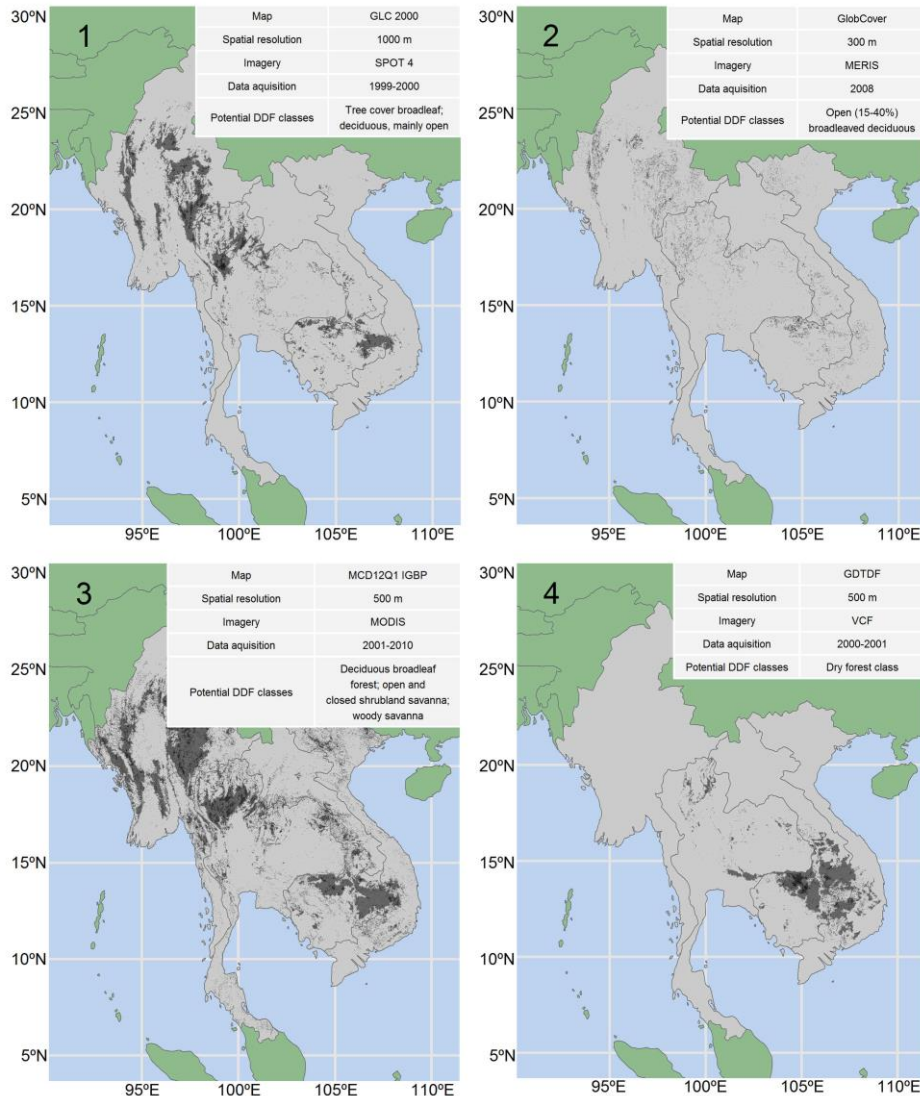 1
Map GLC 2000
Spatial resolution 1000 m
Imagery SPOT 4
Data aquisition 1999-2000
Potential DDF classes Tree cover broadleaf;
deciduous, mainly open
30ºN
25ºN
20ºN
15ºN
10ºN
5ºN
95ºE 100ºE 105ºE 110ºE
2
Map GlobCover
Spatial resolution 300 m
Imagery MERIS
Data aquisition 2008
Potential DDF classes Open (15-40%)
broadleaved deciduous
30ºN
25ºN
20ºN
15ºN
10ºN
5ºN
95ºE 100ºE 105ºE 110ºE
3
Map MCD12Q1 IGBP
Spatial resolution 500 m
Imagery MODIS
Data aquisition 2001-2010
Potential DDF classes Deciduous broadleaf
forest; open and
closed shrubland savanna;
woody savanna
30ºN
25ºN
20ºN
15ºN
10ºN
5ºN
95ºE 100ºE 105ºE 110ºE
4
Map GDTDF
Spatial resolution 500 m
Imagery VCF
Data aquisition 2000-2001
Potential DDF classes Dry forest class
30ºN
25ºN
20ºN
15ºN
10ºN
5ºN
95ºE 100ºE 105ºE 110ºE